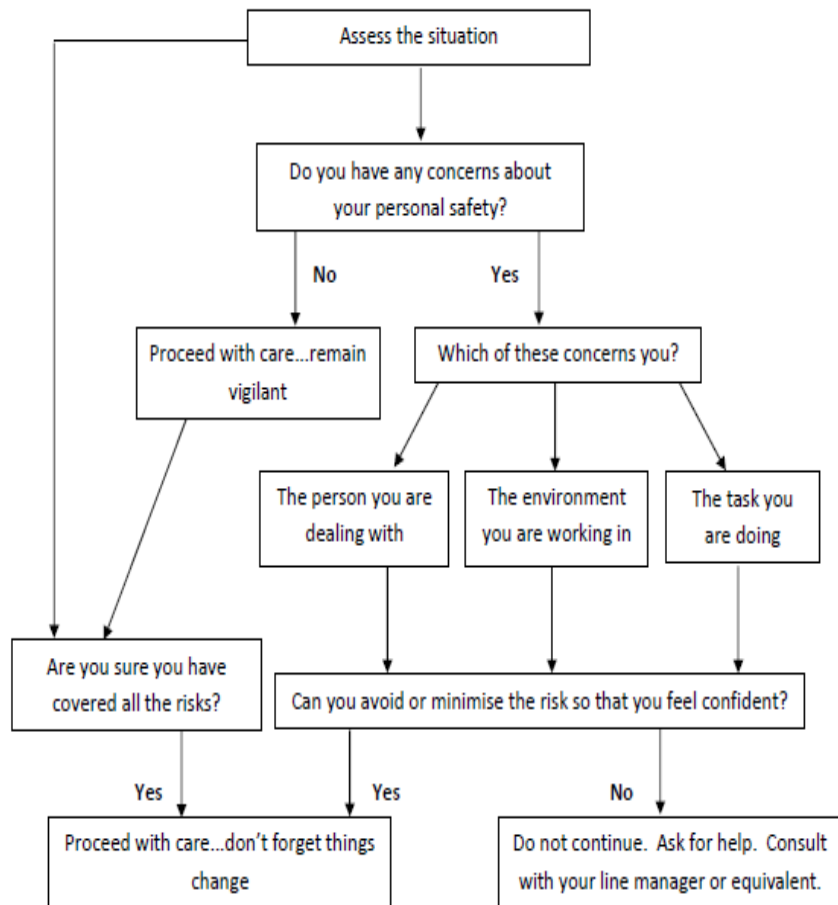 Assess the situation
Do you have any concerns about
your personal safety?
No
Yes
Proceed with care...remain
vigilant
Which of these concerns you?
The person you are
dealing with
The environment
you are working in
The task you
are doing
Are you sure you have
covered all the risks?
Can you avoid or minimise the risk so that you feel confident?
Yes
Yes
No
Proceed with care...don't forget things
change
Do not continue.  Ask for help.  Consult
with your line manager or equivalent.